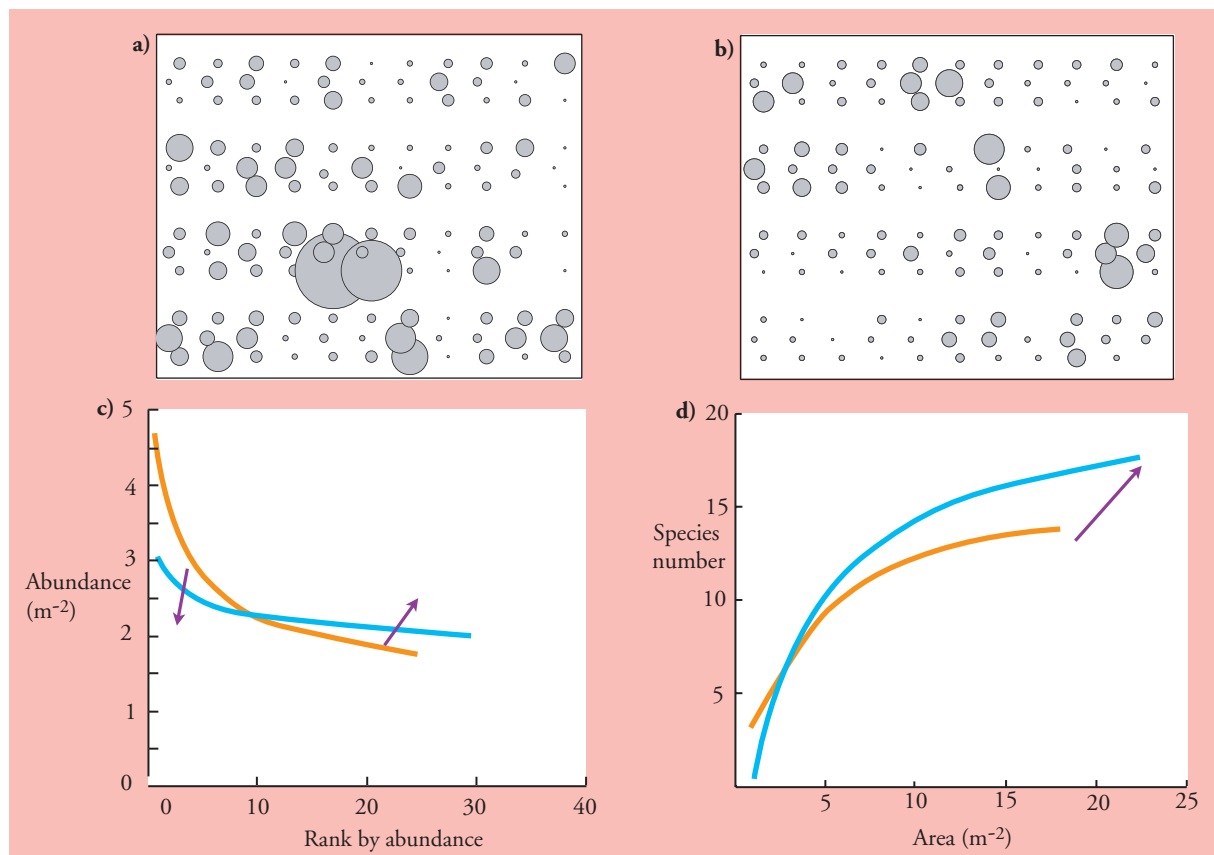 a)
b)
c)
5
4
3
2
1
0
Abundance
(m-2)
0 10 20 30 40
Rank by abundance
d)
20
15
10
5
Species
number
5 10 15 20 25
Area (m-2)